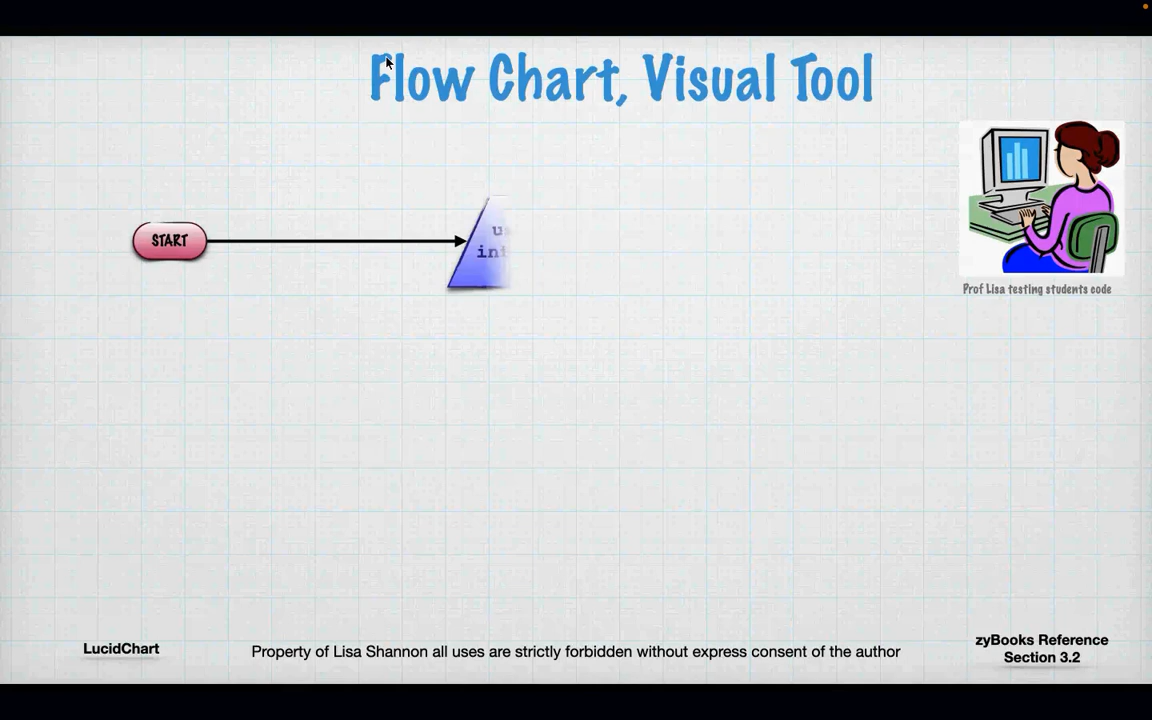 Flow Chart, Visual Tool
START
Prof Lisa testing students code
LucidChart
Property of Lisa Shannon all uses are strictly forbidden without express consent of the author
zyBooks Reference
Section 3.2